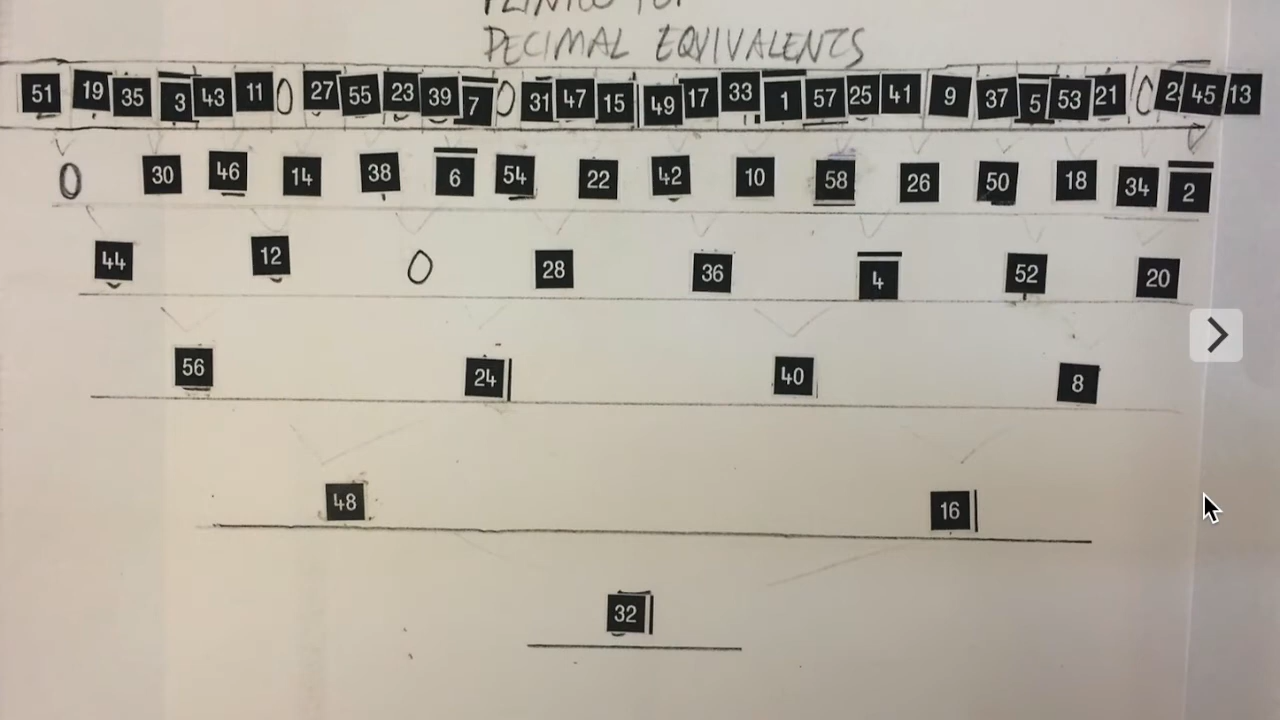 DECIMAL EQUIVALENTS
51 19 35 3 43 11 0 27 55 23 39 7 0 31 47 15 49 17 33 1 57 25 41 9 37 5 53 21 45 13
0 30 46 14 38 6 54 22 42 10 58 26 50 18 34 2
44 12 0 28 36 4 52 20
56 24 40 8
48 16
32